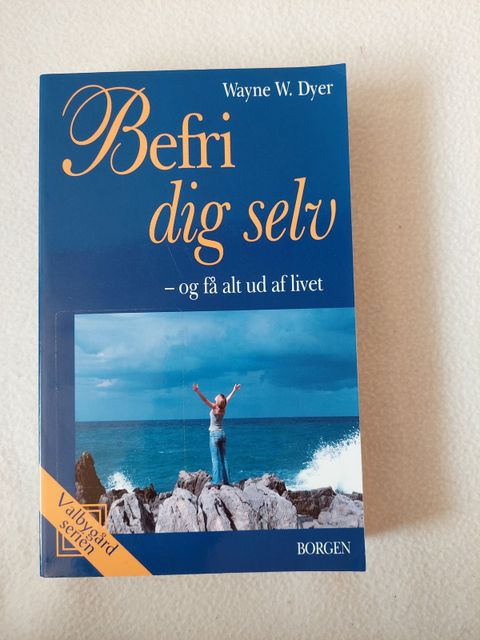 Wayne W. Dyer
Befri
dig selv
– og få alt ud af livet
Valbygård
serien
BORGEN